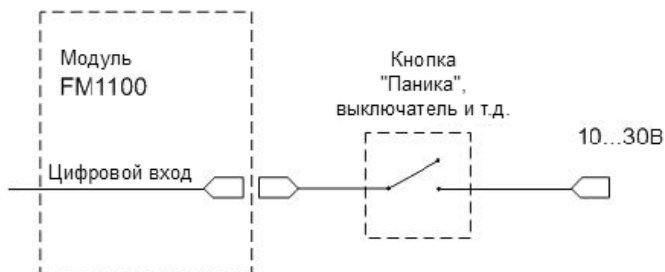 Модуль
FM1100
Кнопка
"Паника",
выключатель и т.д.
10...30В
Цифровой вход